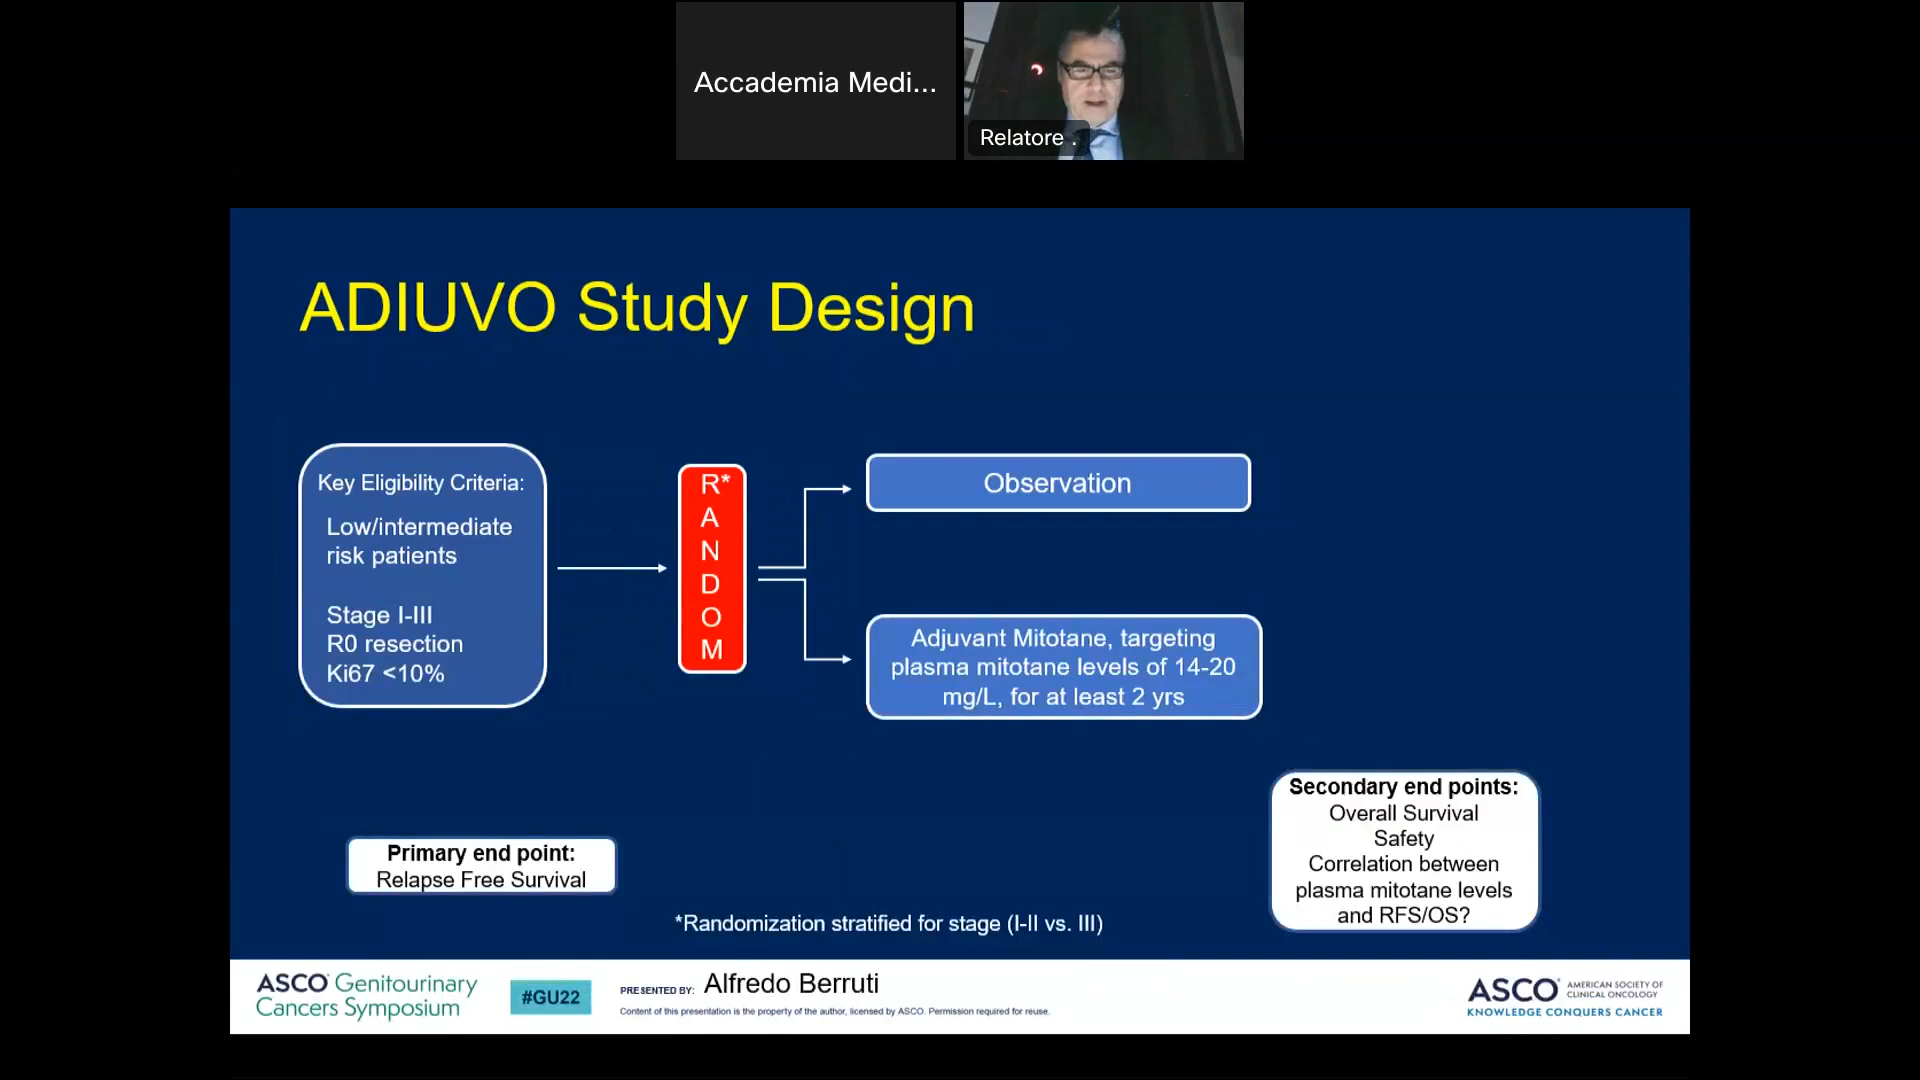 Accademia Medi...
Relatore .
ADIUVO Study Design
Key Eligibility Criteria:
Low/intermediate
risk patients
Stage I-III
R0 resection
Ki67 <10%
R*
A
N
D
O
M
Observation
Adjuvant Mitotane, targeting
plasma mitotane levels of 14-20
mg/L, for at least 2 yrs
Primary end point:
Relapse Free Survival
Secondary end points:
Overall Survival
Safety
Correlation between
plasma mitotane levels
and RFS/OS?
*Randomization stratified for stage (I-II vs. III)
ASCO Genitourinary
Cancers Symposium
#GU22
PRESENTED BY: Alfredo Berruti
Content of this presentation is the property of the author, licensed by ASCO. Permission required for reuse.
ASCO AMERICAN SOCIETY OF
CLINICAL ONCOLOGY
KNOWLEDGE CONQUERS CANCER